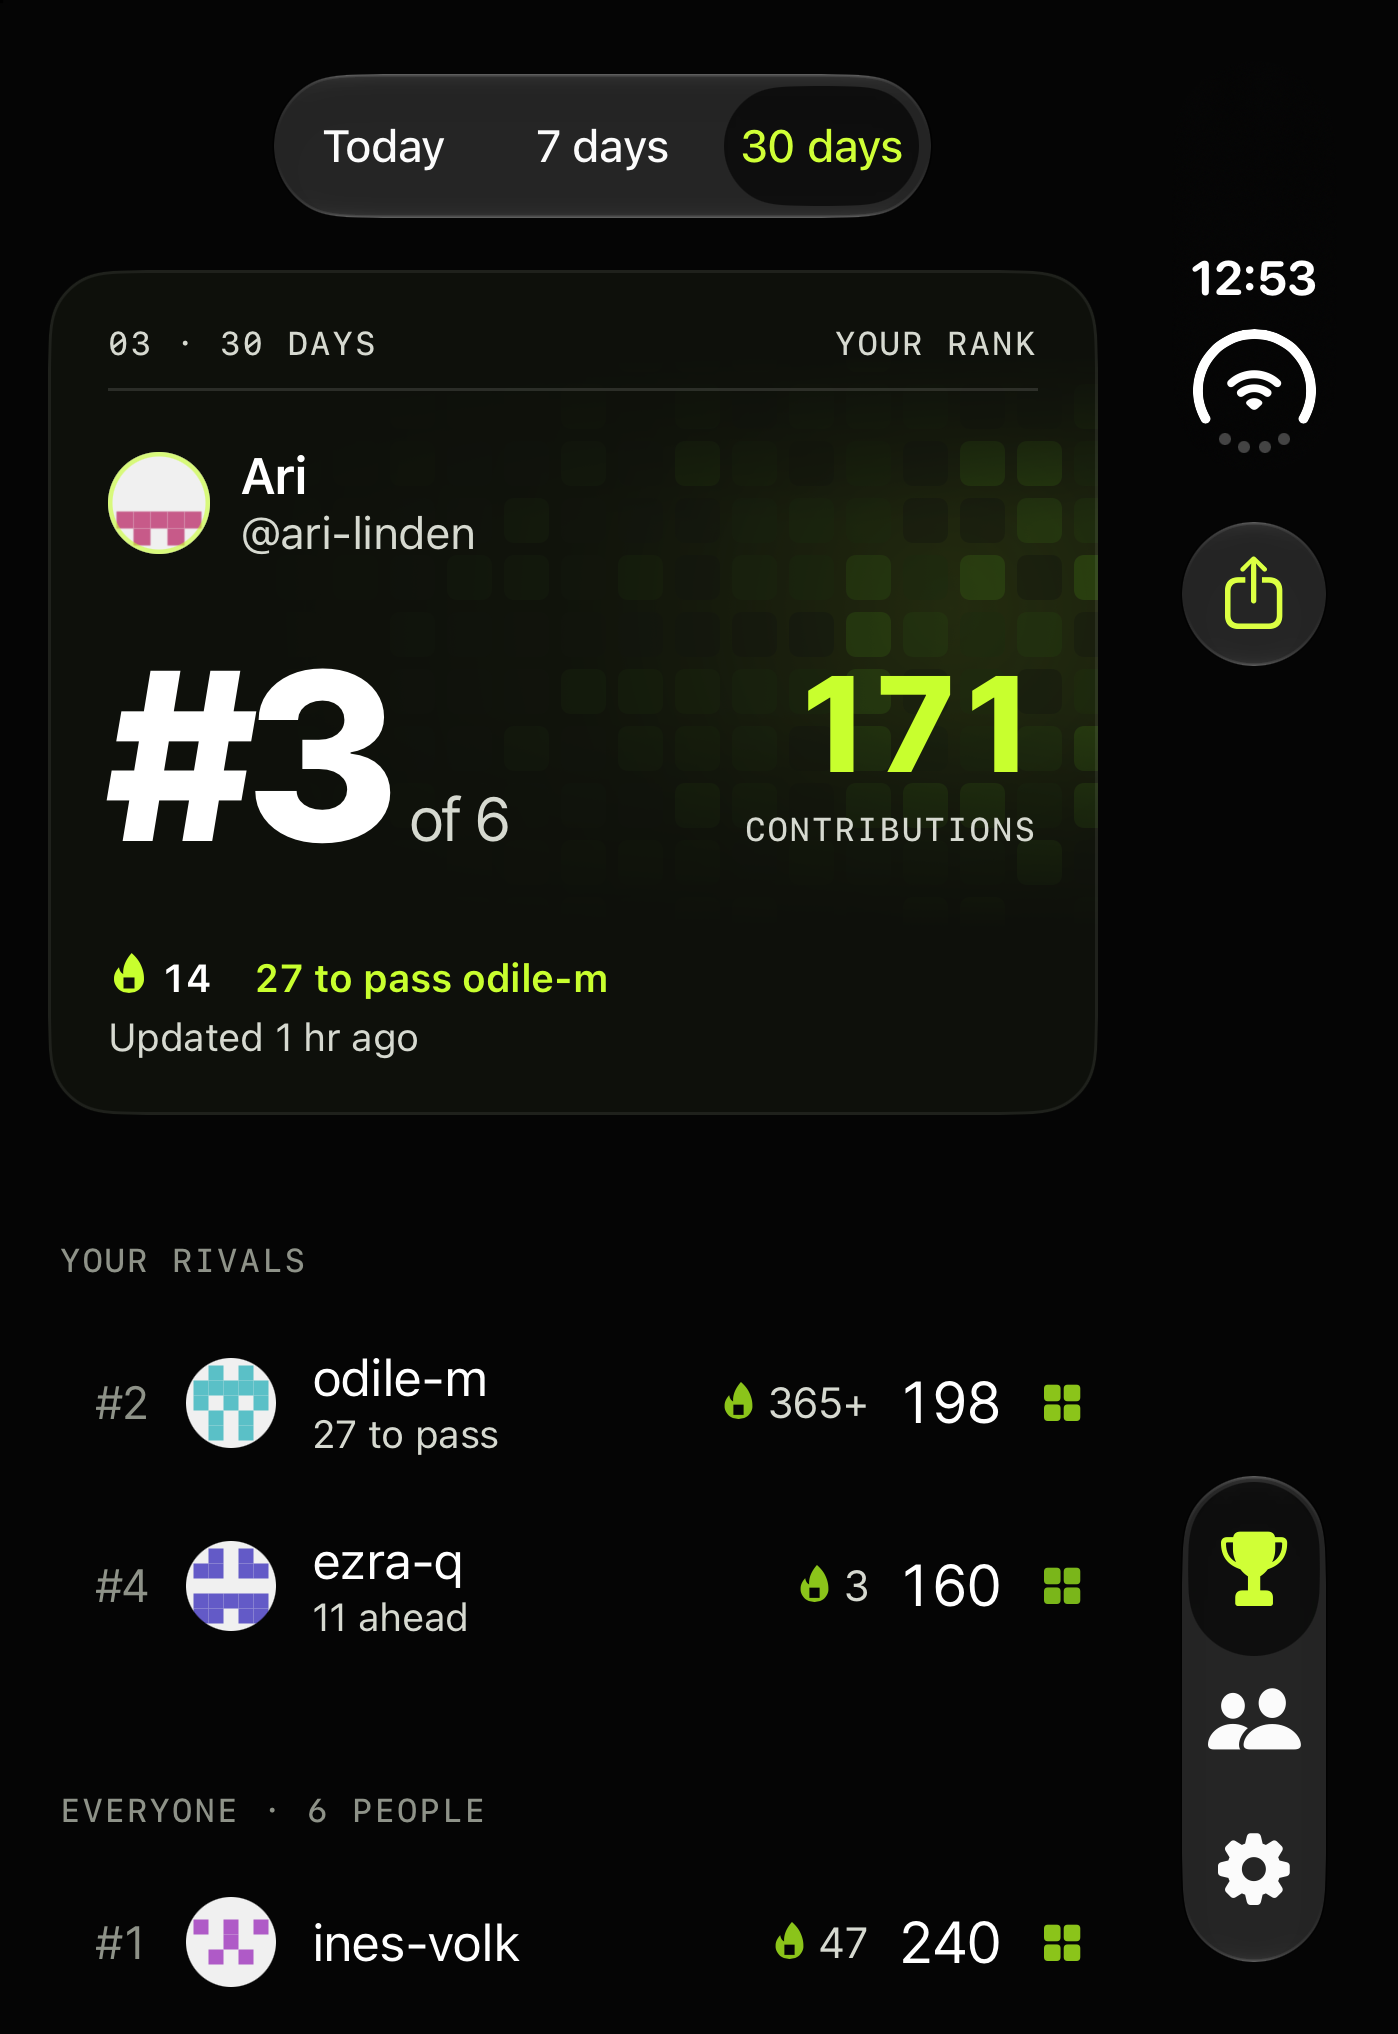 Today
7 days
30 days
12:53
03 · 30 DAYS
YOUR RANK
Ari
@ari-linden
#3 of 6
171
CONTRIBUTIONS
14
27 to pass odile-m
Updated 1 hr ago
YOUR RIVALS
#2
odile-m
27 to pass
365+
198
#4
ezra-q
11 ahead
3
160
EVERYONE · 6 PEOPLE
#1
ines-volk
47
240